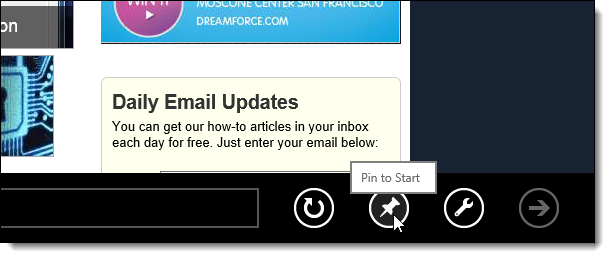 WIN IT
MOSCONE CENTER SAN FRANCISCO
DREAMFORCE.COM
on
Daily Email Updates
You can get our how-to articles in your inbox
each day for free. Just enter your email below:
Pin to Start